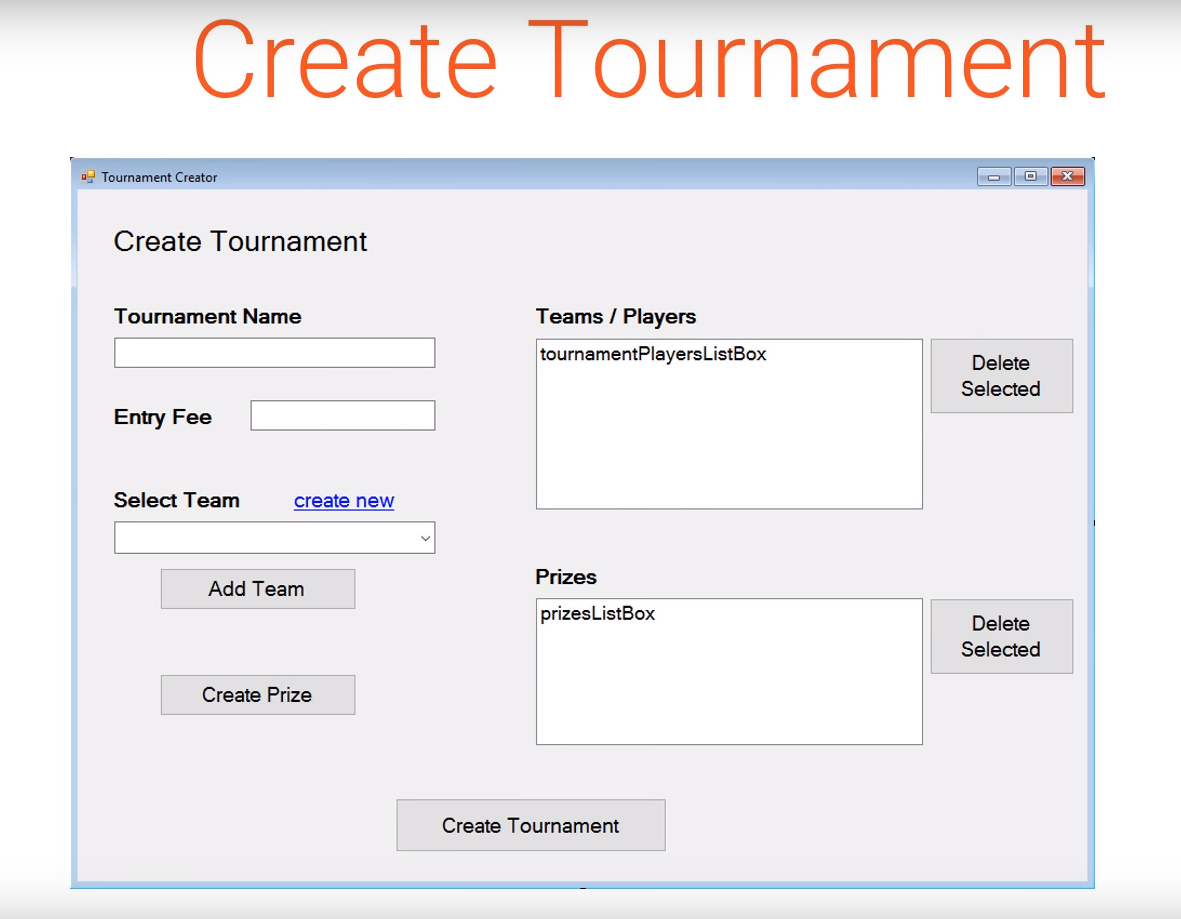 Create Tournament
Tournament Creator
Create Tournament
Tournament Name
Entry Fee
Select Team create new
Add Team
Create Prize
Teams / Players
tournamentPlayersListBox
Delete
Selected
Prizes
prizesListBox
Delete
Selected
Create Tournament